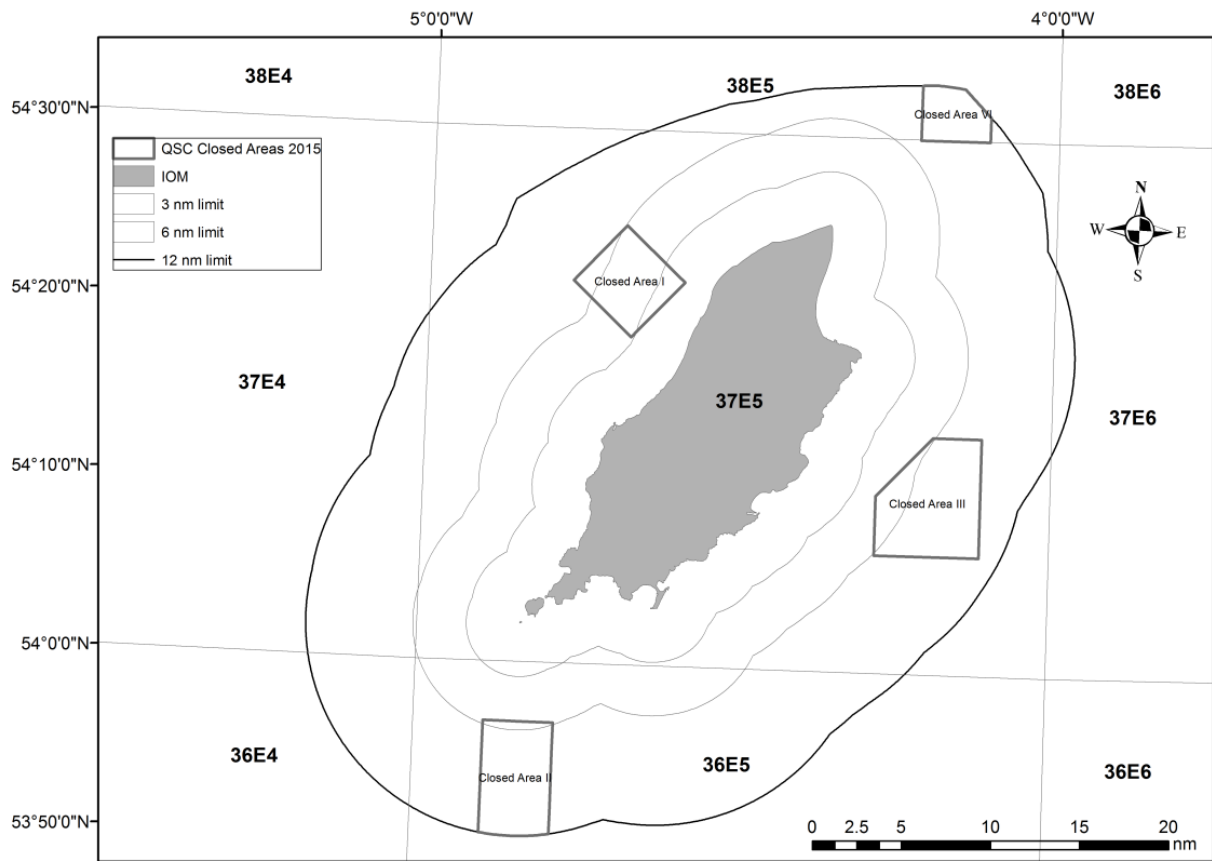 5°0'0"W
4°0'0"W
38E4
38E5
38E6
54°30'0"N
Closed Area VI
QSC Closed Areas 2015
IOM
3 nm limit
6 nm limit
12 nm limit
N
W
E
S
54°20'0"N
Closed Area I
37E4
37E5
37E6
54°10'0"N
Closed Area III
54°0'0"N
36E4
36E5
36E6
Closed Area II
53°50'0"N
0 2.5 5 10 15 20
nm